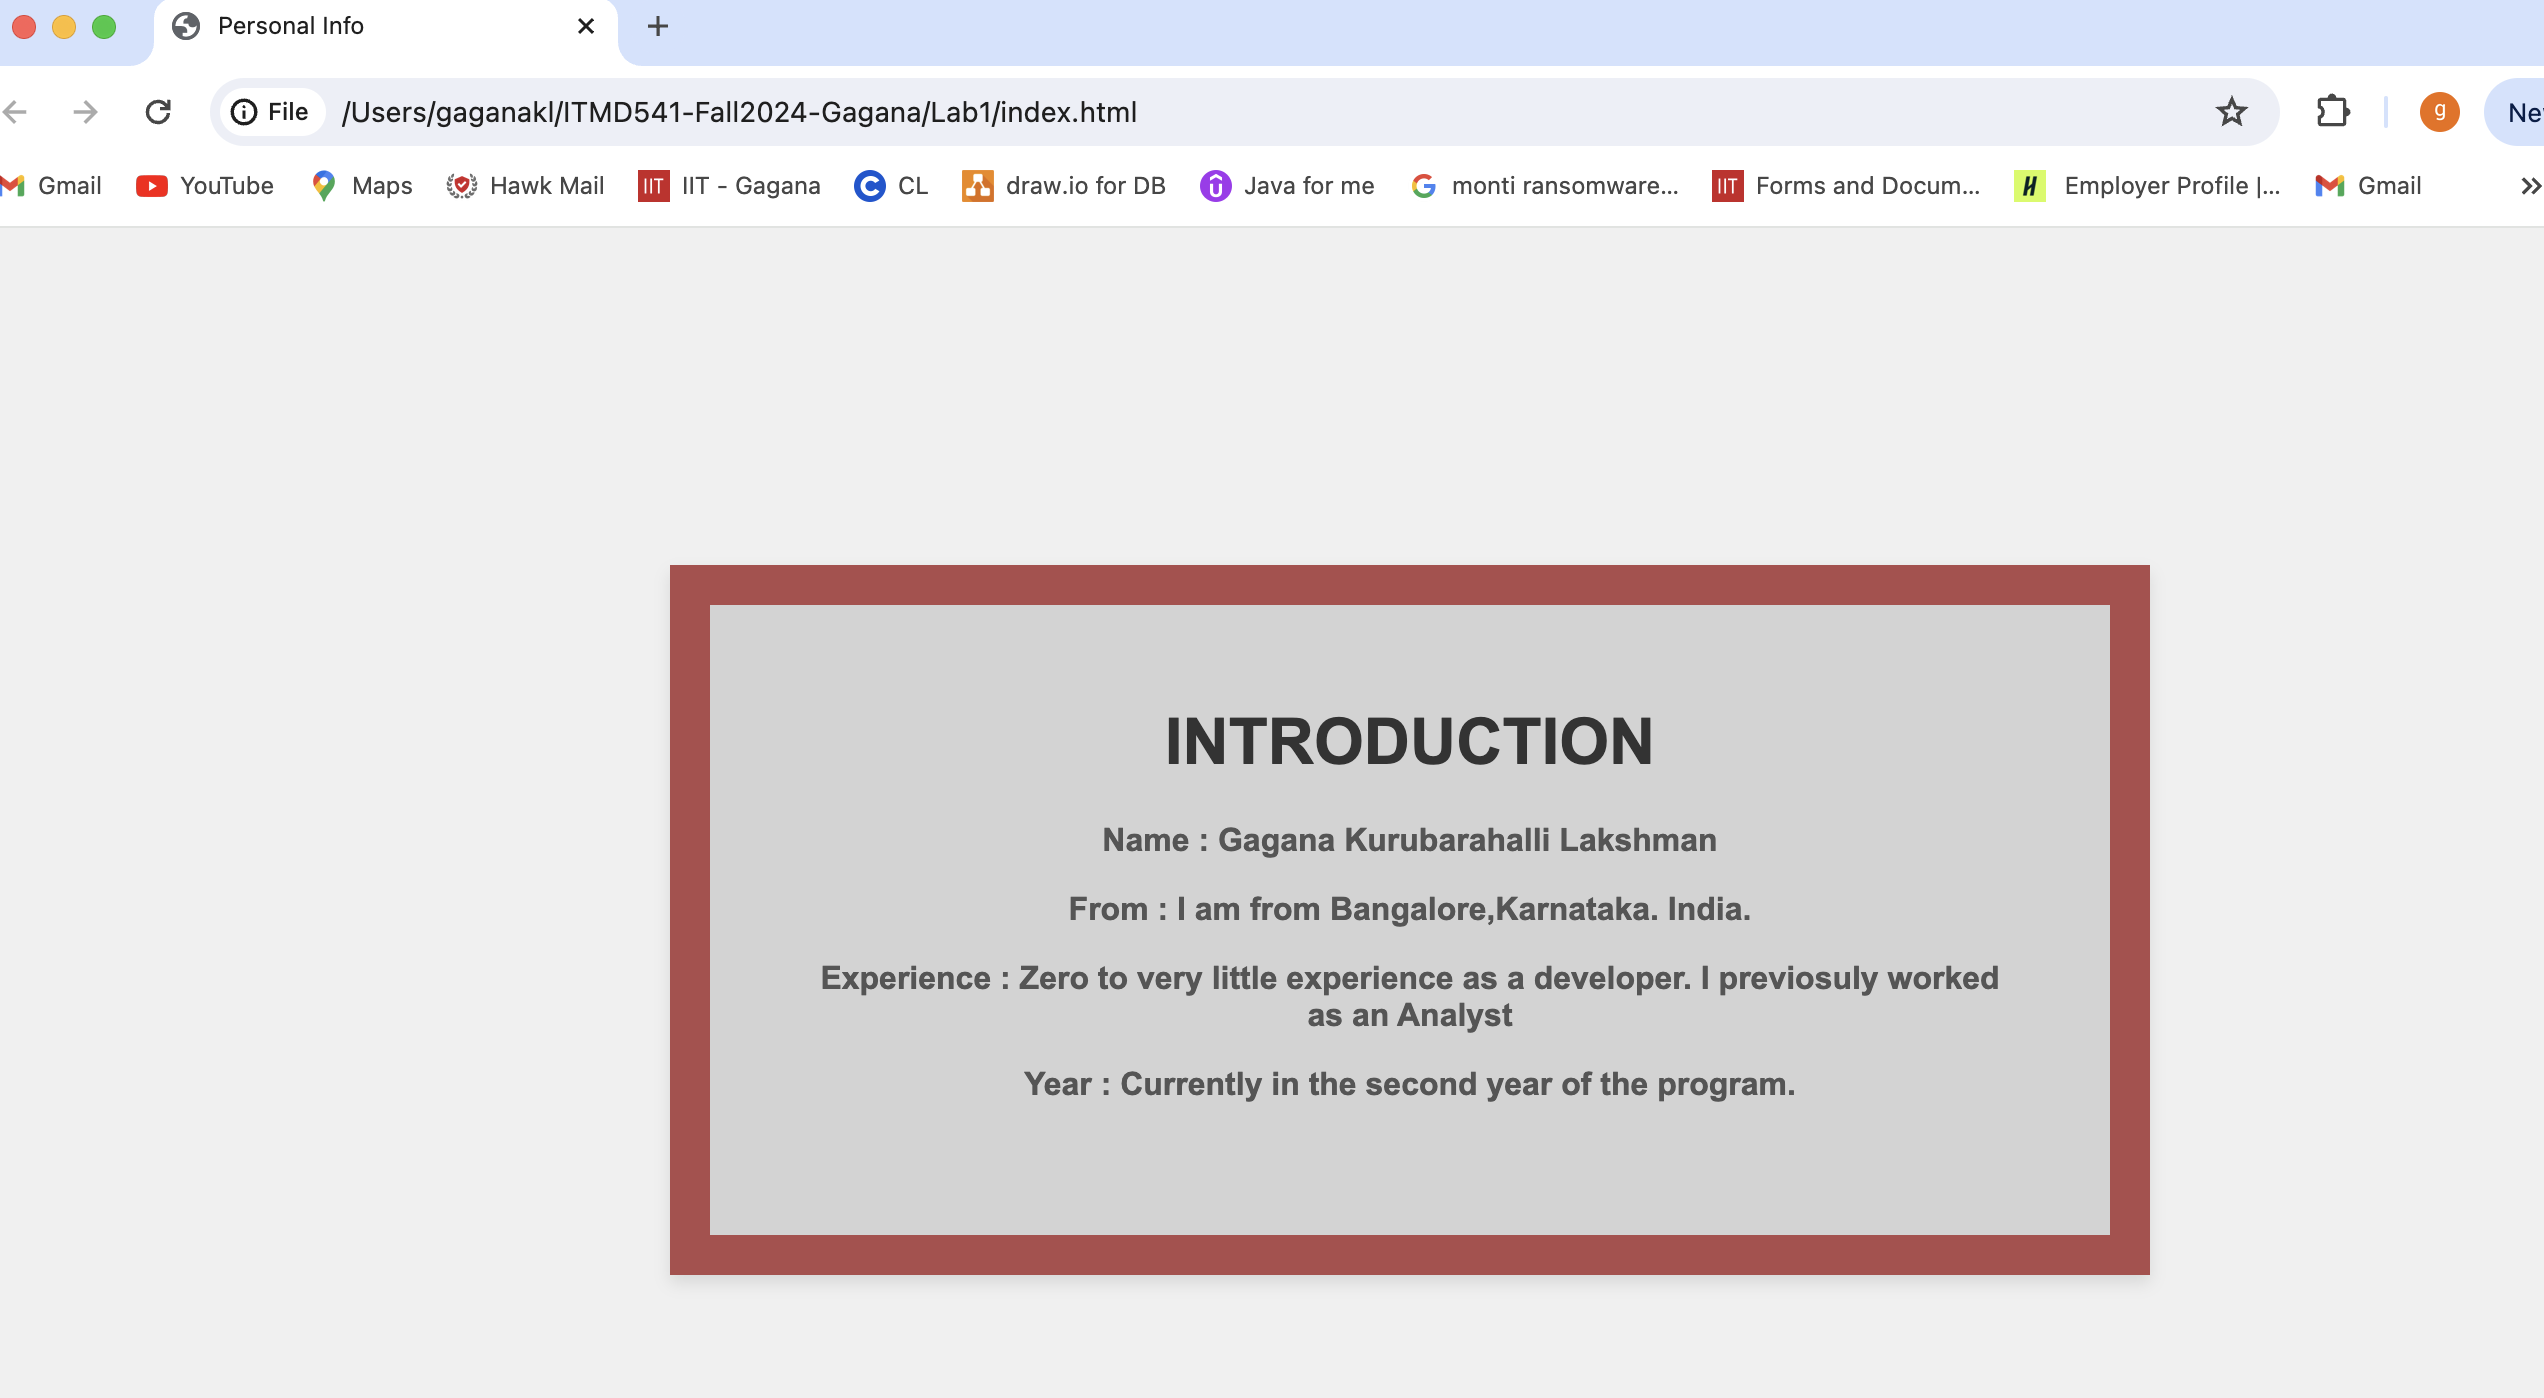 Personal Info
File /Users/gaganakl/ITMD541-Fall2024-Gagana/Lab1/index.html g
Gmail YouTube Maps Hawk Mail IIT IIT - Gagana CL draw.io for DB Java for me monti ransomware... IIT Forms and Docum... H Employer Profile |... Gmail
INTRODUCTION
Name : Gagana Kurubarahalli Lakshman
From : I am from Bangalore,Karnataka. India.
Experience : Zero to very little experience as a developer. I previosuly worked
as an Analyst
Year : Currently in the second year of the program.